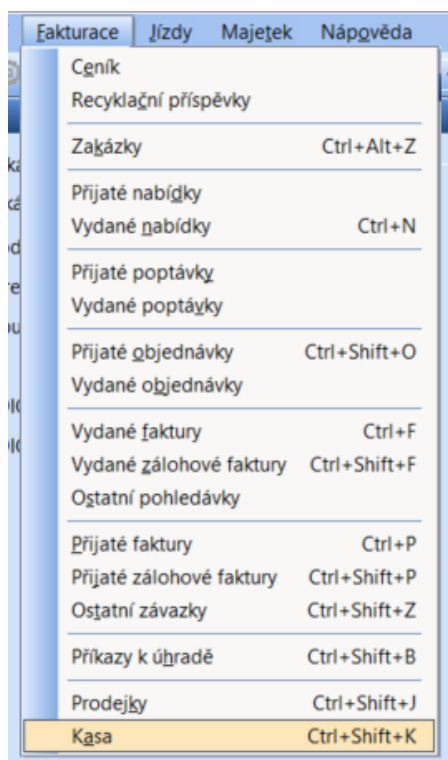 Fakturace Jízdy Majetek Nápověda
Ceník
Recyklační příspěvky
Zakázky Ctrl+Alt+Z
Přijaté nabídky
Vydané nabídky Ctrl+N
Přijaté poptávky
Vydané poptávky
Přijaté objednávky Ctrl+Shift+O
Vydané objednávky
Vydané faktury Ctrl+F
Vydané zálohové faktury Ctrl+Shift+F
Ostatní pohledávky
Přijaté faktury Ctrl+P
Přijaté zálohové faktury Ctrl+Shift+P
Ostatní závazky Ctrl+Shift+Z
Příkazy k úhradě Ctrl+Shift+B
Prodejky Ctrl+Shift+J
Kasa Ctrl+Shift+K